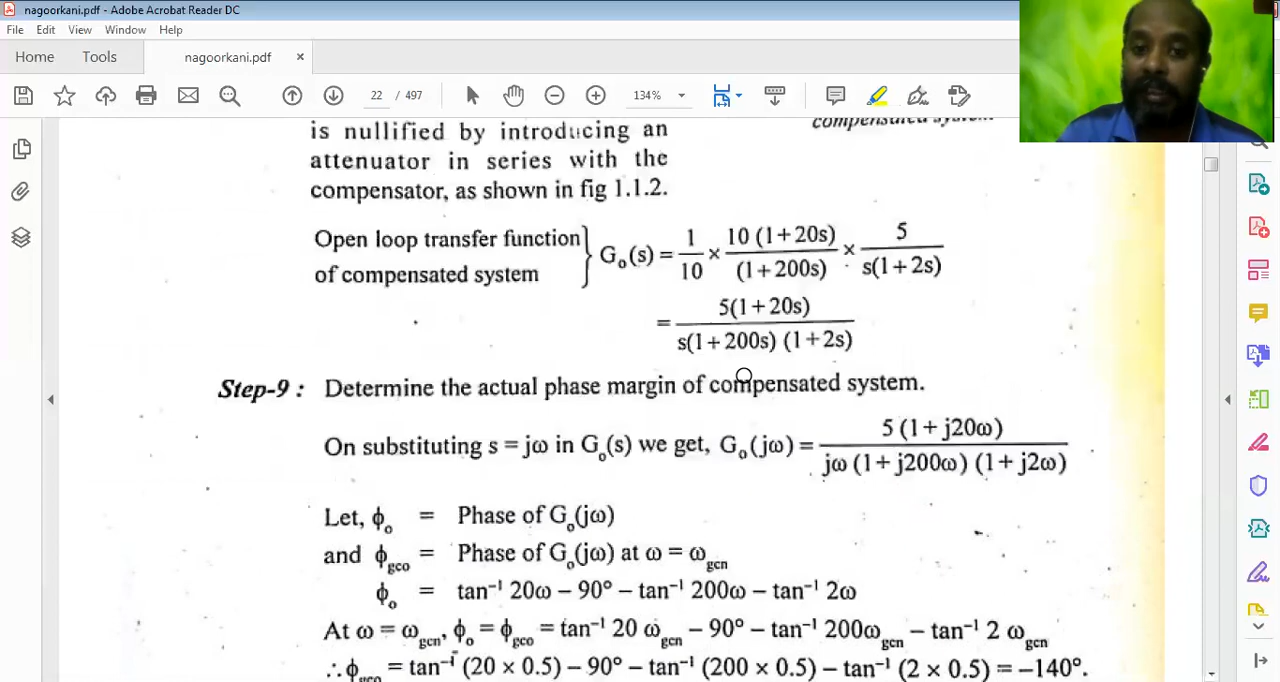 nagoorkani.pdf - Adobe Acrobat Reader DC
File Edit View Window Help
Home Tools nagoorkani.pdf ×
22 / 497 134%
is nullified by introducing an
attenuator in series with the
compensator, as shown in fig 1.1.2.
compensated system
Open loop transfer function
of compensated system } G₀(s) = 1/10 × 10 (1+20s)/(1+200s) × 5/s(1+2s)
= 5(1+20s)/s(1+200s) (1+2s)
Step-9 : Determine the actual phase margin of compensated system.
On substituting s = jω in G₀(s) we get, G₀(jω) = 5 (1+ j20ω)/jω (1+ j200ω) (1+ j2ω)
Let, ϕ₀ = Phase of G₀(jω)
and ϕgco = Phase of G₀(jω) at ω = ωgcn
ϕ₀ = tan⁻¹ 20ω – 90° – tan⁻¹ 200ω – tan⁻¹ 2ω
At ω = ωgcn, ϕ₀ = ϕgco = tan⁻¹ 20 ωgcn – 90° – tan⁻¹ 200ωgcn – tan⁻¹ 2 ωgcn
∴ ϕgco = tan⁻¹ (20 × 0.5) – 90° – tan⁻¹ (200 × 0.5) – tan⁻¹ (2 × 0.5) = –140°.